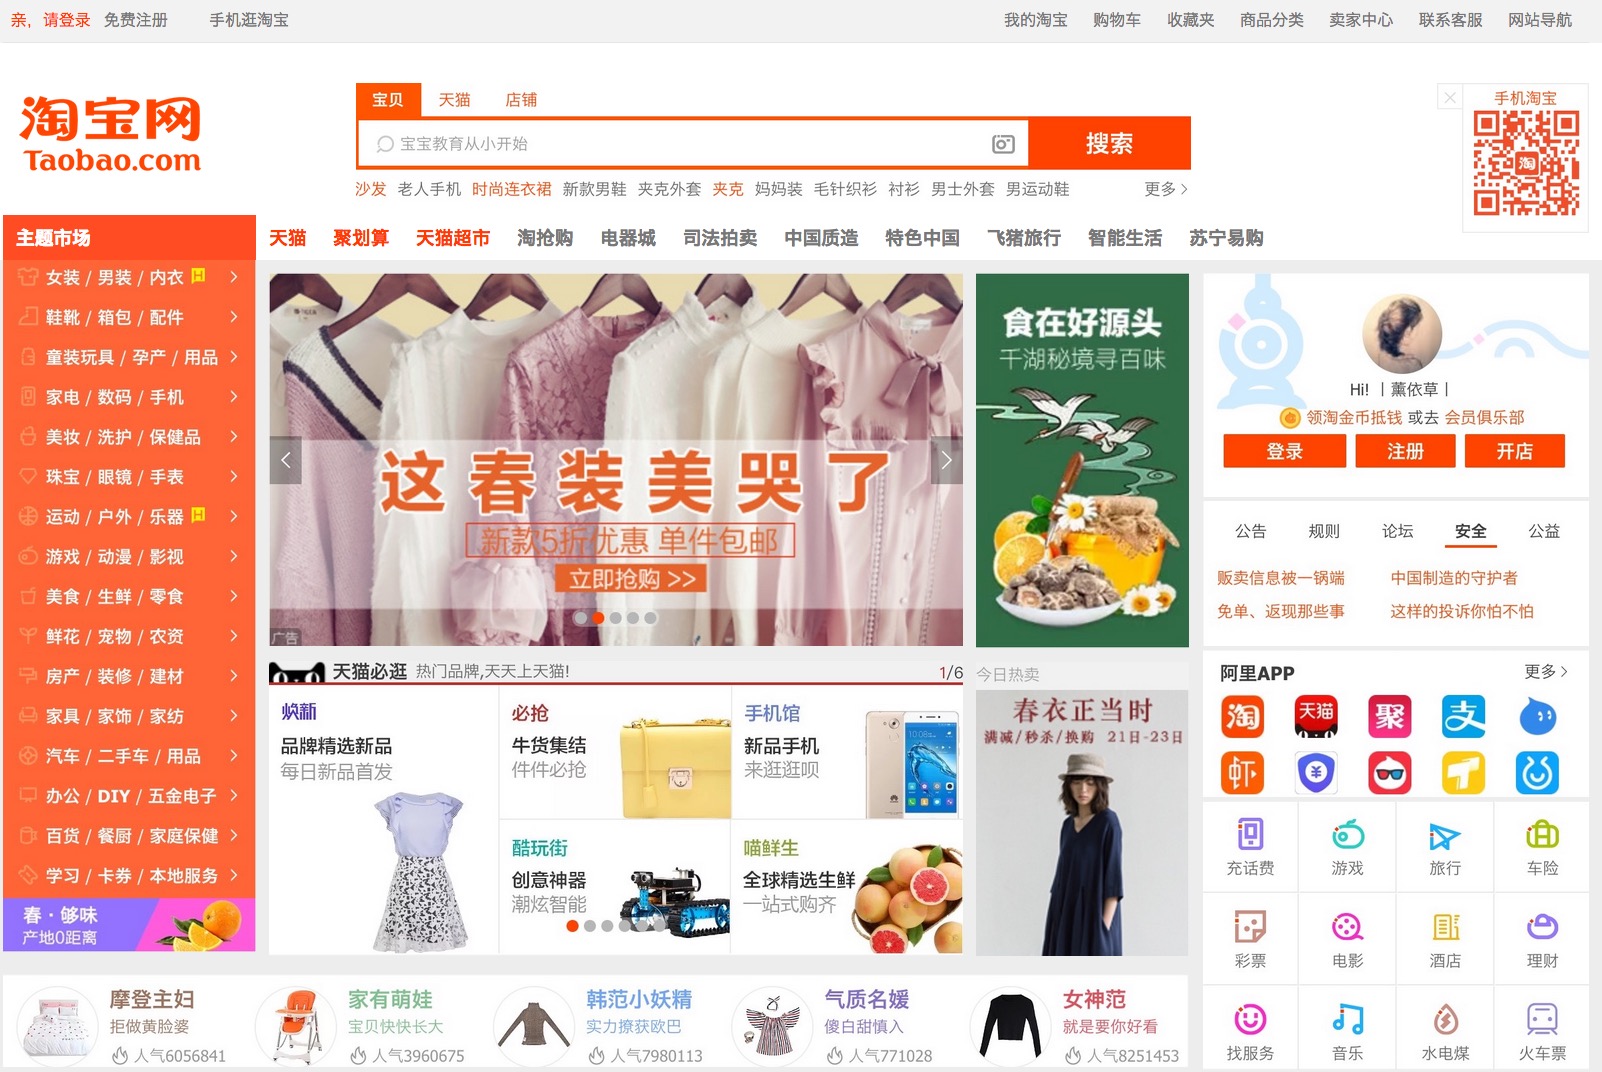 亲，请登录 免费注册 手机逛淘宝 我的淘宝 购物车 收藏夹 商品分类 卖家中心 联系客服 网站导航
淘宝网
Taobao.com
宝贝 天猫 店铺
宝宝教育从小开始 搜索
沙发 老人手机 时尚连衣裙 新款男鞋 夹克外套 夹克 妈妈装 毛针织衫 衬衫 男士外套 男运动鞋 更多
手机淘宝
淘
主题市场 天猫 聚划算 天猫超市 淘抢购 电器城 司法拍卖 中国质造 特色中国 飞猪旅行 智能生活 苏宁易购
女装 / 男装 / 内衣 H
鞋靴 / 箱包 / 配件
童装玩具 / 孕产 / 用品
家电 / 数码 / 手机
美妆 / 洗护 / 保健品
珠宝 / 眼镜 / 手表
运动 / 户外 / 乐器 H
游戏 / 动漫 / 影视
美食 / 生鲜 / 零食
鲜花 / 宠物 / 农资
房产 / 装修 / 建材
家具 / 家饰 / 家纺
汽车 / 二手车 / 用品
办公 / DIY / 五金电子
百货 / 餐厨 / 家庭保健
学习 / 卡券 / 本地服务
春·够味
产地0距离
这春装美哭了
新款5折优惠 单件包邮
立即抢购 >>
广告
食在好源头
千湖秘境寻百味
Hi! 丨薰依草丨
领淘金币抵钱 或去 会员俱乐部
登录 注册 开店
公告 规则 论坛 安全 公益
贩卖信息被一锅端 中国制造的守护者
免单、返现那些事 这样的投诉你怕不怕
天猫必逛 热门品牌,天天上天猫! 1/6
焕新
品牌精选新品
每日新品首发
必抢
牛货集结
件件必抢
手机馆
新品手机
来逛逛呗
酷玩街
创意神器
潮炫智能
喵鲜生
全球精选生鲜
一站式购齐
今日热卖
春衣正当时
满减/秒杀/换购 21日-23日
阿里APP 更多
淘 天猫 聚 支
虾
充话费 游戏 旅行 车险
彩票 电影 酒店 理财
找服务 音乐 水电煤 火车票
摩登主妇
拒做黄脸婆
人气6056841
家有萌娃
宝贝快快长大
人气3960675
韩范小妖精
实力撩获欧巴
人气7980113
气质名媛
傻白甜慎入
人气771028
女神范
就是要你好看
人气8251453